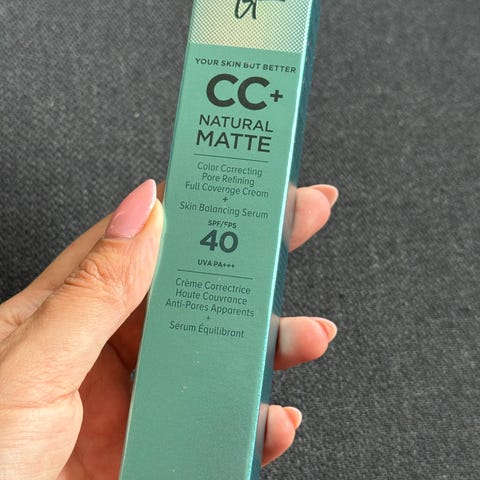 YOUR SKIN BUT BETTER
CC+
NATURAL
MATTE
Color Correcting
Pore Refining
Full Coverage Cream
+
Skin Balancing Serum
SPF/FPS
40
UVA PA+++
Crème Correctrice
Haute Couvrance
Anti-Pores Apparents
+
Sérum Équilibrant